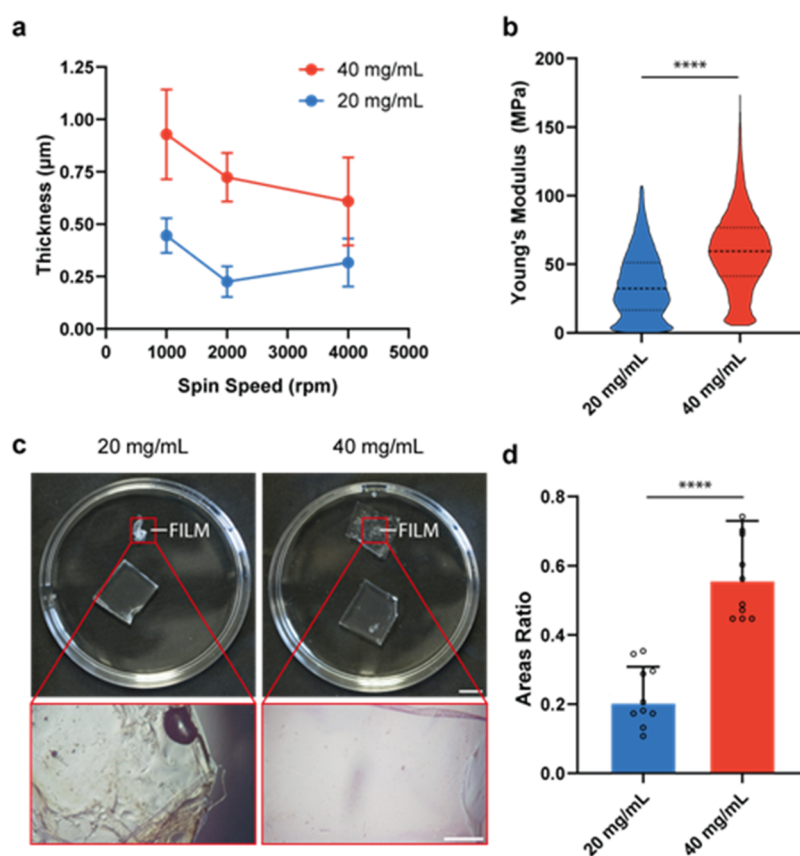 a
1.25
1.00
0.75
0.50
0.25
0.00
Thickness (µm)
0 1000 2000 3000 4000 5000
Spin Speed (rpm)
40 mg/mL
20 mg/mL
b
****
200
150
100
50
0
Young's Modulus (MPa)
20 mg/mL
40 mg/mL
c
20 mg/mL
40 mg/mL
FILM
FILM
d
****
0.8
0.6
0.4
0.2
0.0
Areas Ratio
20 mg/mL
40 mg/mL